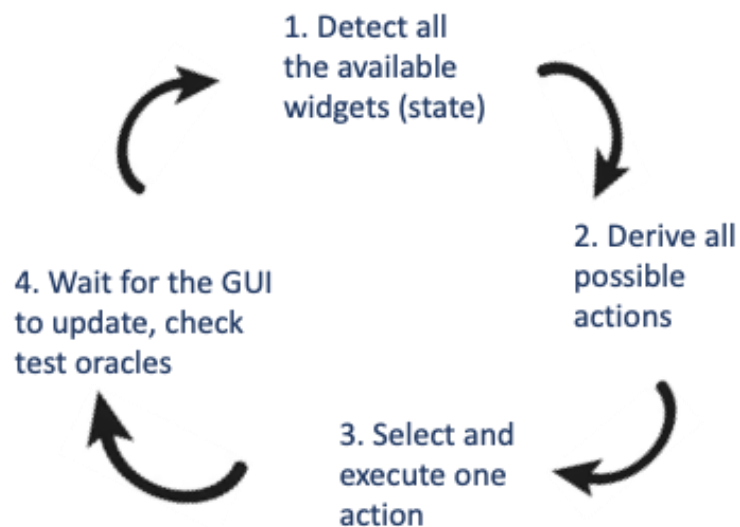 1. Detect all
the available
widgets (state)
2. Derive all
possible
actions
3. Select and
execute one
action
4. Wait for the GUI
to update, check
test oracles